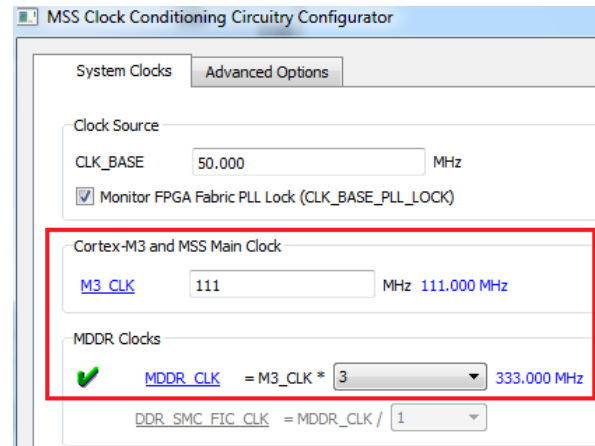 MSS Clock Conditioning Circuitry Configurator
System Clocks Advanced Options
Clock Source
CLK_BASE 50.000 MHz
Monitor FPGA Fabric PLL Lock (CLK_BASE_PLL_LOCK)
Cortex-M3 and MSS Main Clock
M3_CLK 111 MHz 111.000 MHz
MDDR Clocks
MDDR_CLK = M3_CLK * 3 333.000 MHz
DDR_SMC_FIC_CLK = MDDR_CLK / 1